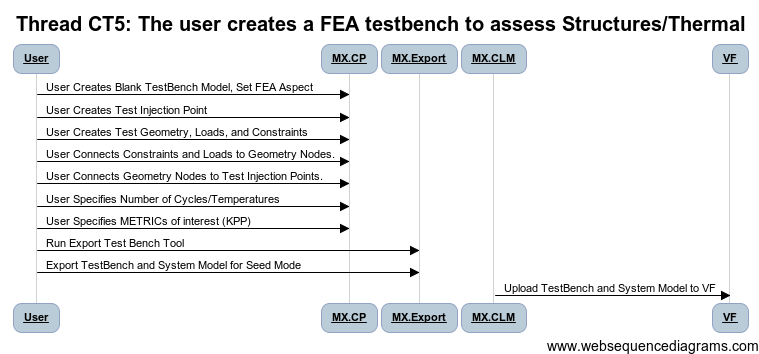 Thread CT5: The user creates a FEA testbench to assess Structures/Thermal
User MX.CP MX.Export MX.CLM VF
User Creates Blank TestBench Model, Set FEA Aspect
User Creates Test Injection Point
User Creates Test Geometry, Loads, and Constraints
User Connects Constraints and Loads to Geometry Nodes.
User Connects Geometry Nodes to Test Injection Points.
User Specifies Number of Cycles/Temperatures
User Specifies METRICs of interest (KPP)
Run Export Test Bench Tool
Export TestBench and System Model for Seed Mode
Upload TestBench and System Model to VF
User MX.CP MX.Export MX.CLM VF
www.websequencediagrams.com